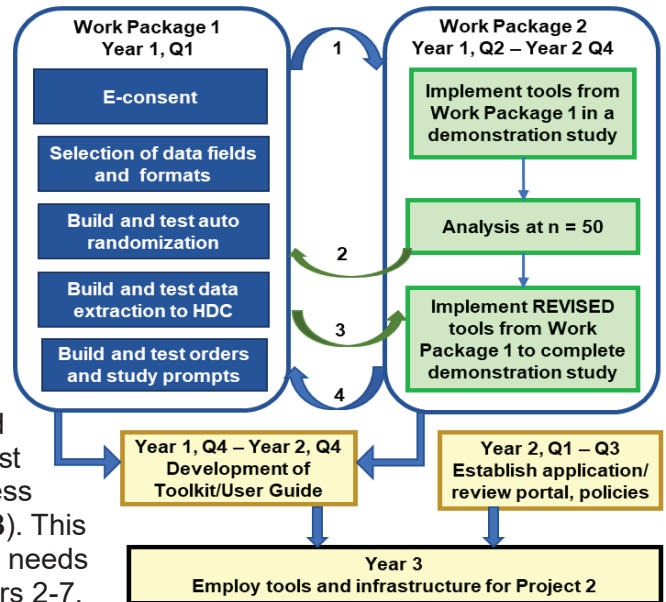 Work Package 1
Year 1, Q1
E-consent
Selection of data fields
and formats
Build and test auto
randomization
Build and test data
extraction to HDC
Build and test orders
and study prompts
1
2
3
4
Work Package 2
Year 1, Q2 – Year 2 Q4
Implement tools from
Work Package 1 in a
demonstration study
Analysis at n = 50
Implement REVISED
tools from Work
Package 1 to complete
demonstration study
Year 1, Q4 – Year 2, Q4
Development of
Toolkit/User Guide
Year 2, Q1 – Q3
Establish application/
review portal, policies
Year 3
Employ tools and infrastructure for Project 2
). This
needs
2-7.